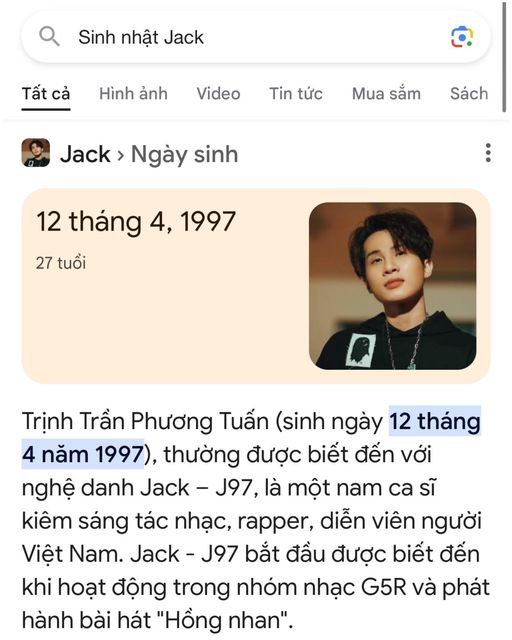 Sinh nhật Jack
Tất cả Hình ảnh Video Tin tức Mua sắm Sách
Jack › Ngày sinh
12 tháng 4, 1997
27 tuổi
Trịnh Trần Phương Tuấn (sinh ngày 12 tháng
4 năm 1997), thường được biết đến với
nghệ danh Jack – J97, là một nam ca sĩ
kiêm sáng tác nhạc, rapper, diễn viên người
Việt Nam. Jack - J97 bắt đầu được biết đến
khi hoạt động trong nhóm nhạc G5R và phát
hành bài hát "Hồng nhan".